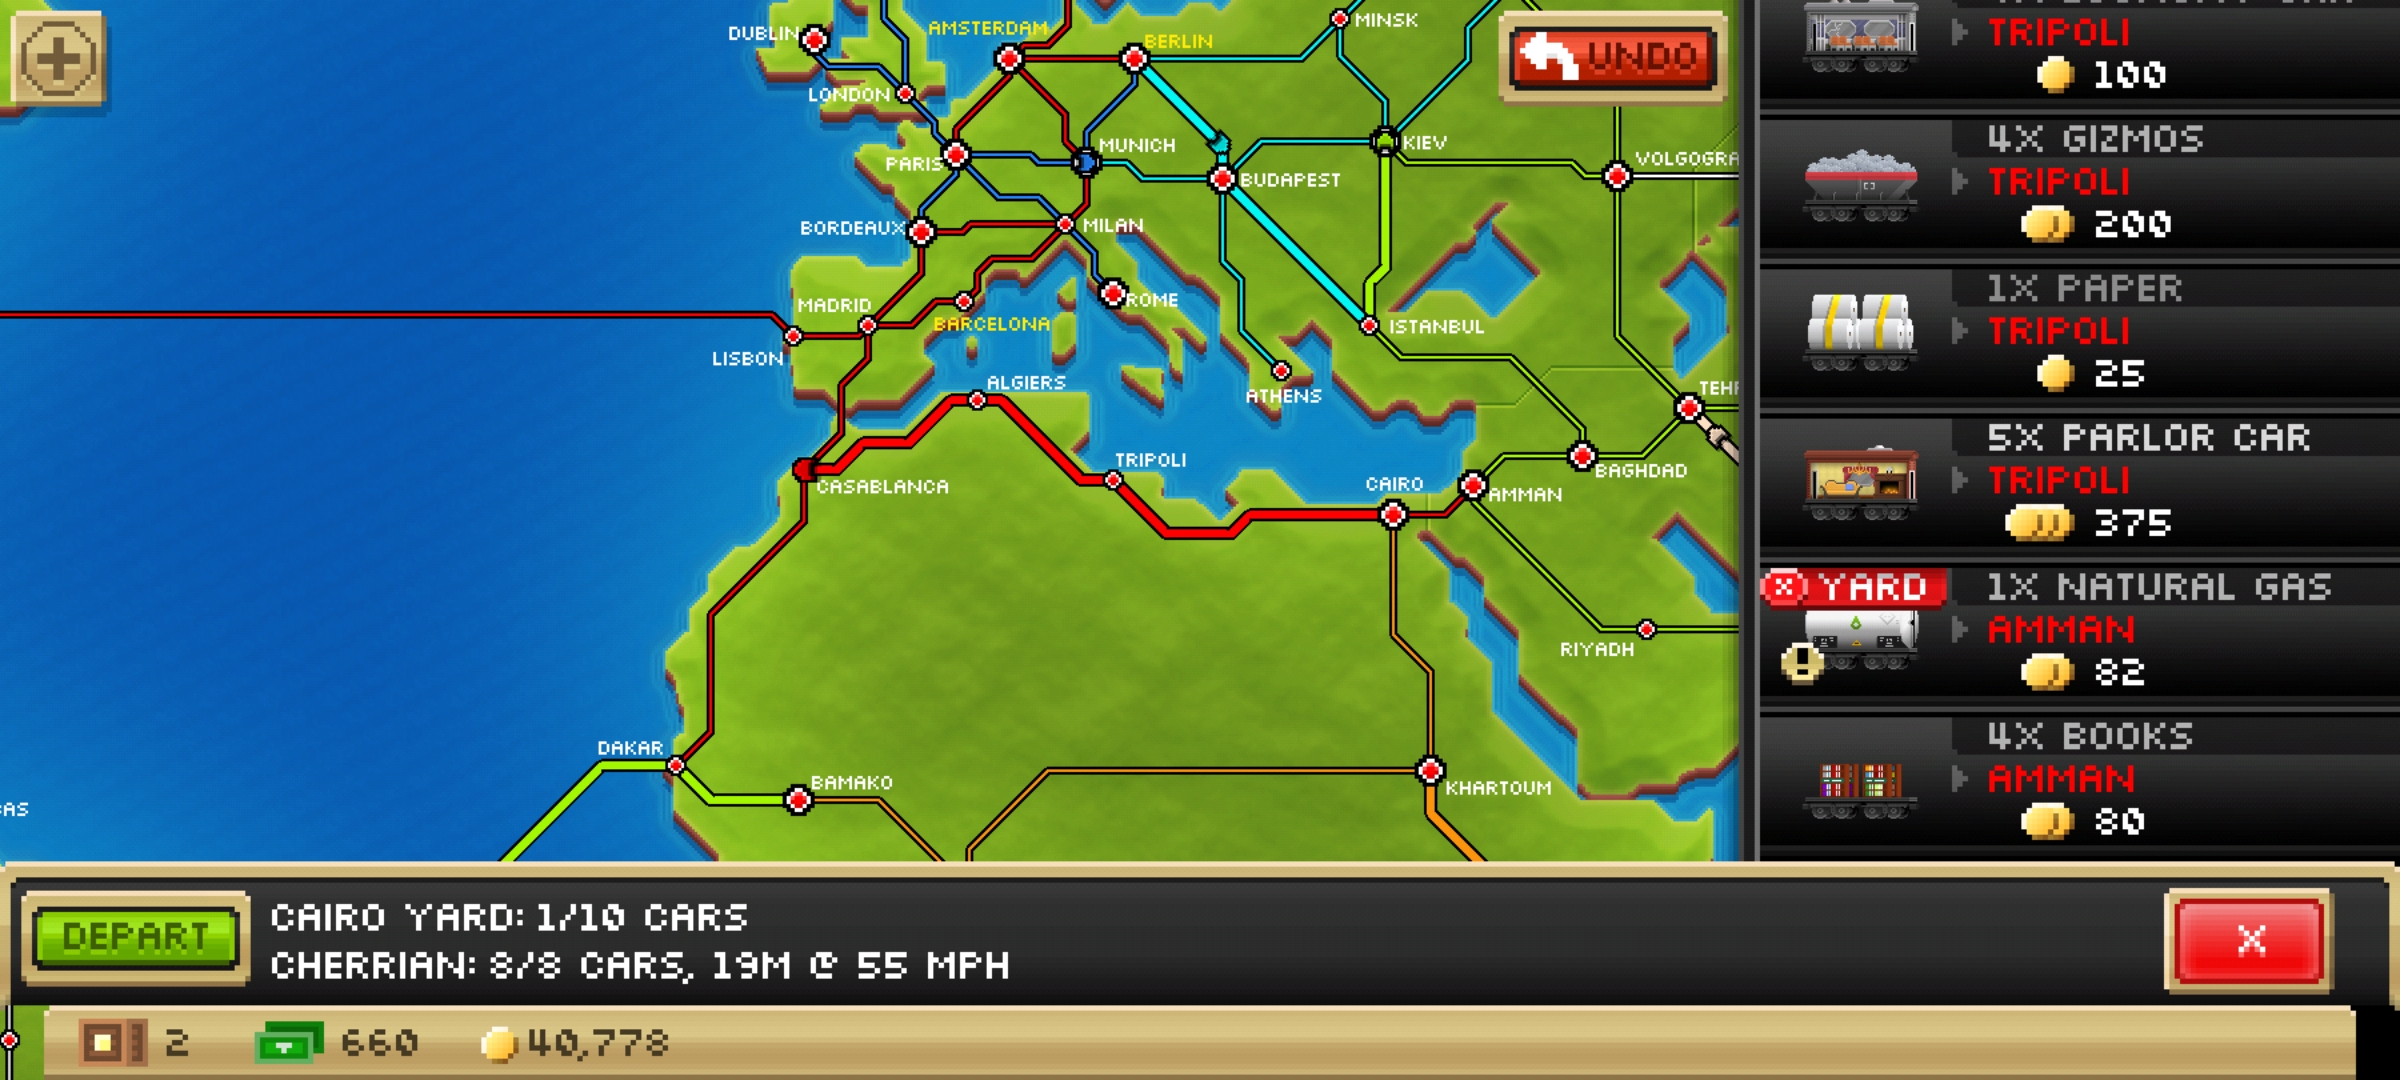 DUBLIN
AMSTERDAM
BERLIN
MINSK
LONDON
PARIS
MUNICH
KIEV
BUDAPEST
VOLGOGRA
BORDEAUX
MILAN
MADRID
ROME
BARCELONA
ISTANBUL
LISBON
ALGIERS
ATHENS
TEHR
CASABLANCA
TRIPOLI
CAIRO
AMMAN
BAGHDAD
RIYADH
DAKAR
BAMAKO
KHARTOUM
UNDO
TRIPOLI
100
4X GIZMOS
TRIPOLI
200
1X PAPER
TRIPOLI
25
5X PARLOR CAR
TRIPOLI
375
YARD
1X NATURAL GAS
AMMAN
82
4X BOOKS
AMMAN
80
DEPART
CAIRO YARD: 1/10 CARS
CHERRIAN: 8/8 CARS, 19M @ 55 MPH
X
2
660
40,778